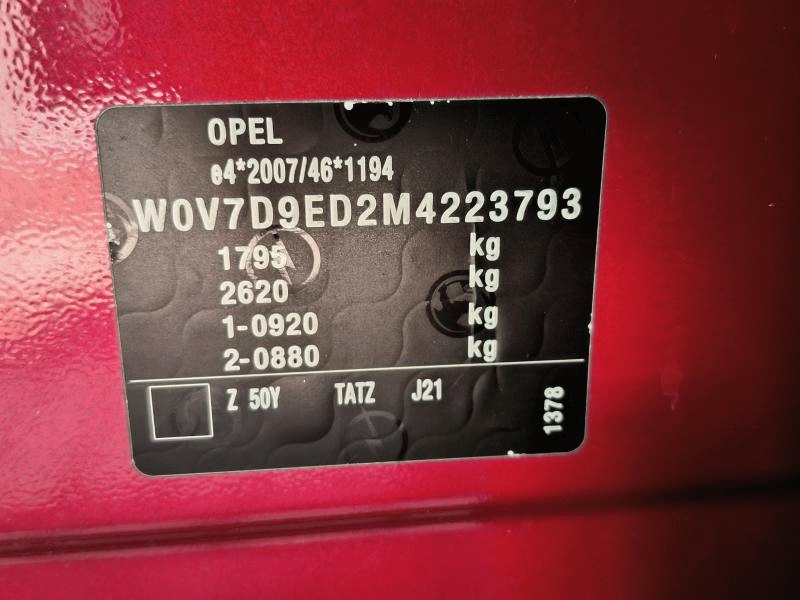 OPEL
e4*2007/46*1194
W0V7D9ED2M4223793
1795 kg
2620 kg
1-0920 kg
2-0880 kg
Z 50Y TATZ J21
1378